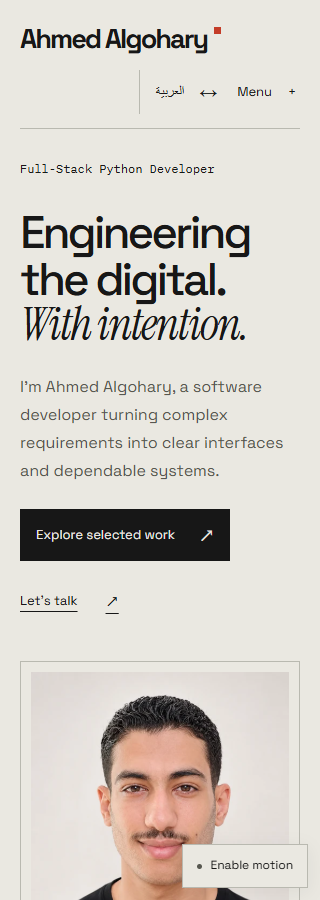 Ahmed Algohary
العربية ↔ Menu +
Full-Stack Python Developer
Engineering
the digital.
With intention.
I'm Ahmed Algohary, a software
developer turning complex
requirements into clear interfaces
and dependable systems.
Explore selected work ↗
Let's talk ↗
Enable motion